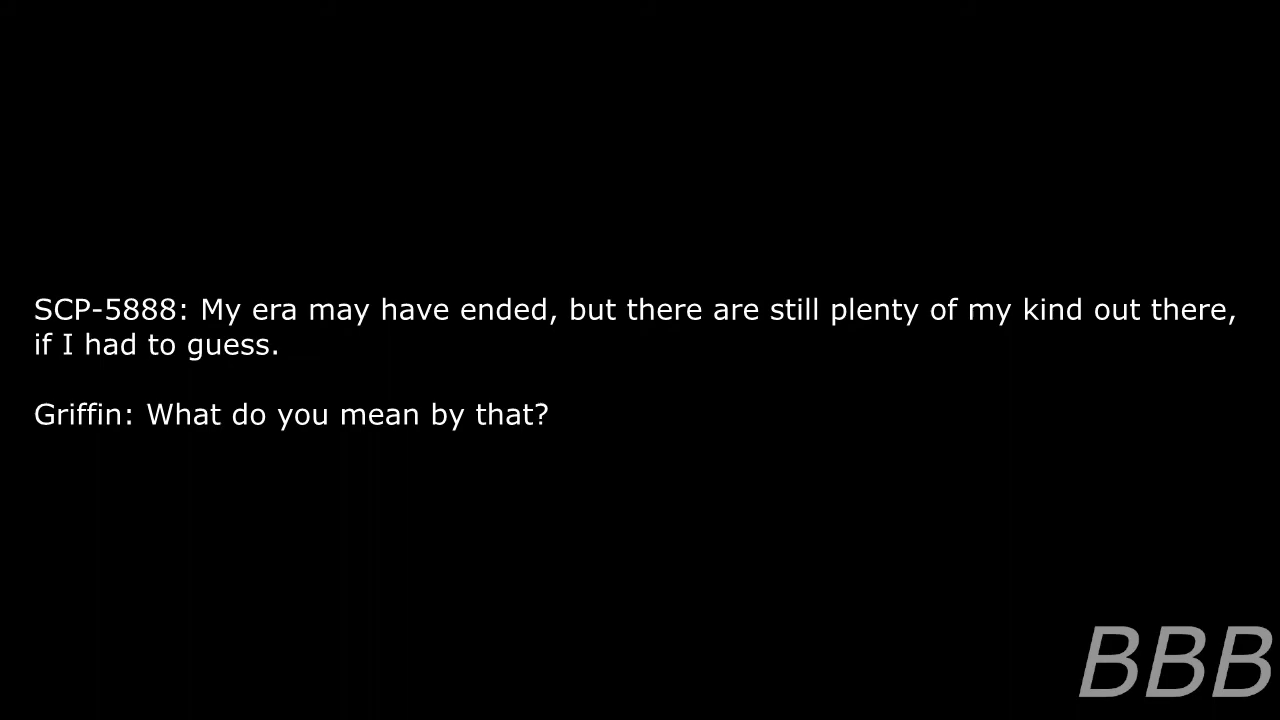 SCP-5888: My era may have ended, but there are still plenty of my kind out there,
if I had to guess.
Griffin: What do you mean by that?
BBB